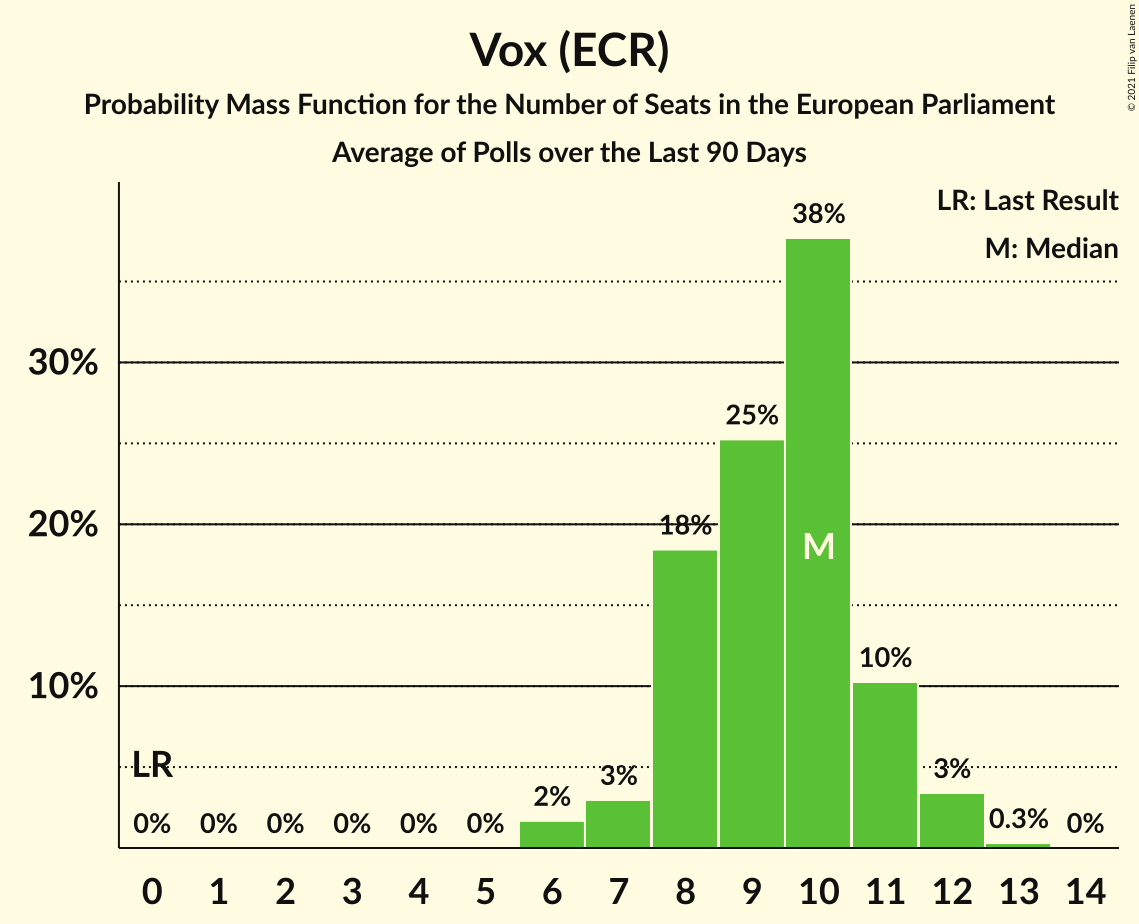 Vox (ECR)
Probability Mass Function for the Number of Seats in the European Parliament
Average of Polls over the Last 90 Days
© 2021 Filip van Laenen
LR: Last Result
M: Median
38%
30%
25%
20%
18%
M
10%
10%
LR
3%
3%
2%
0% 0% 0% 0% 0% 0% 0.3% 0%
0 1 2 3 4 5 6 7 8 9 10 11 12 13 14